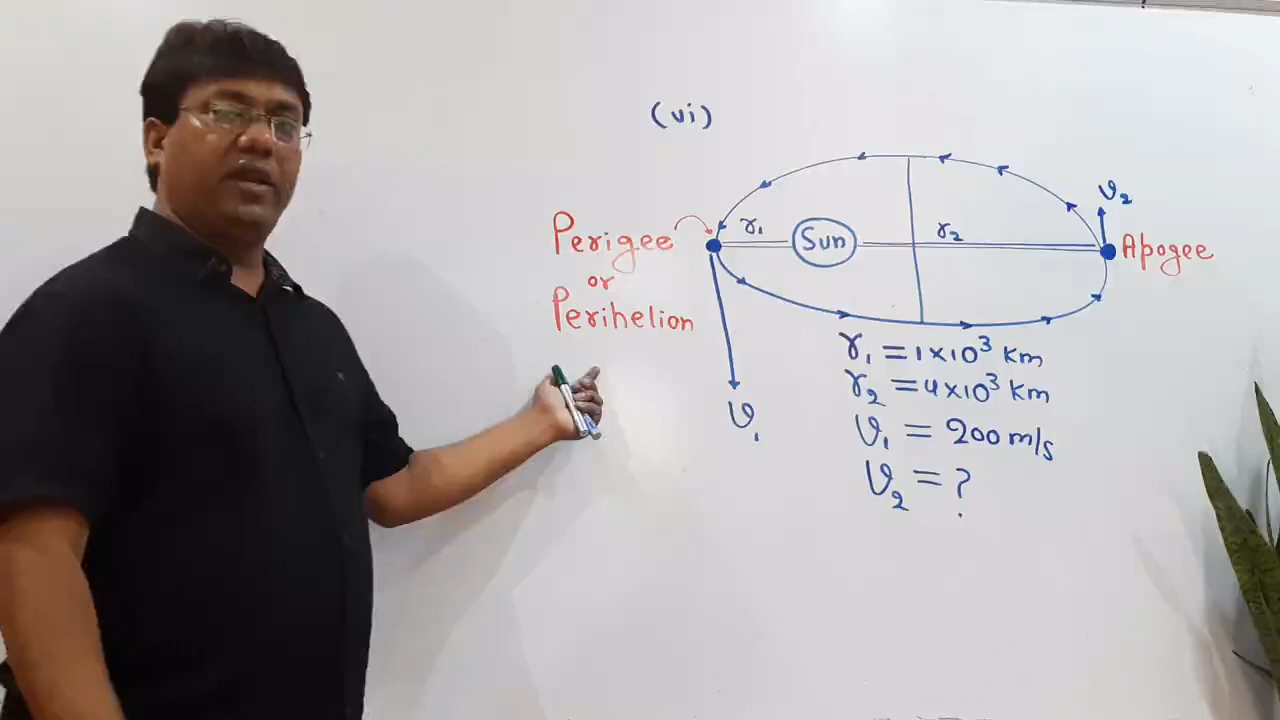 (vi)
Perigee
or
Perihelion
r₁
Sun
r₂
v₂
Apogee
v₁
r₁ = 1×10³ Km
r₂ = 4×10³ Km
v₁ = 200 m/s
v₂ = ?